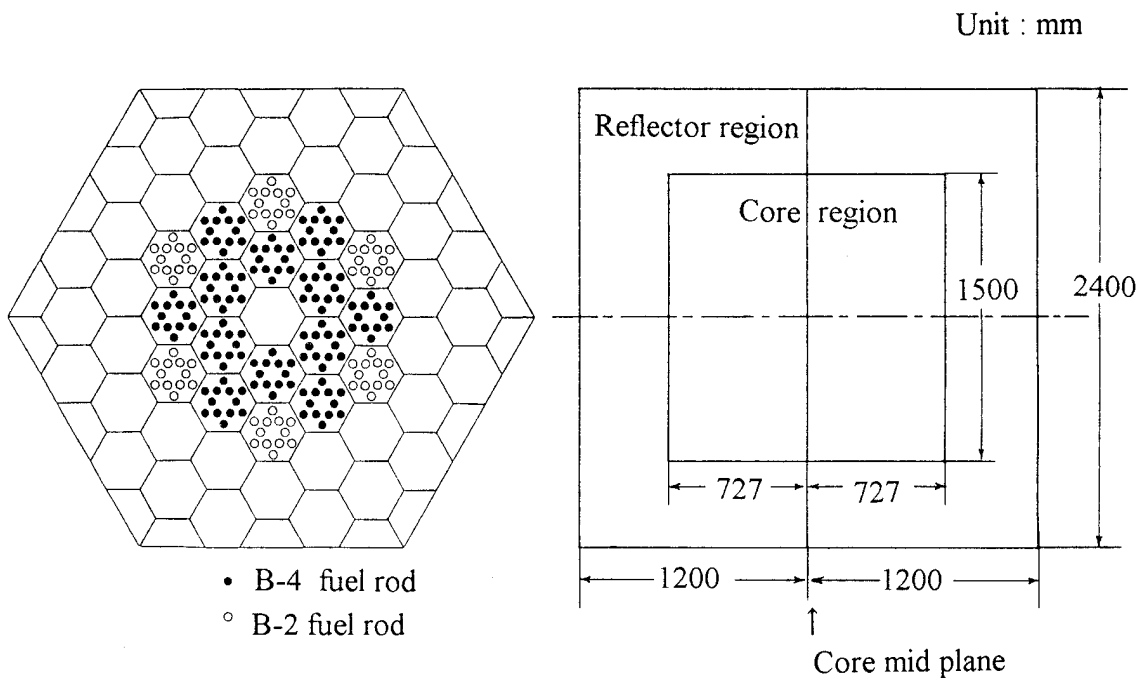 Unit : mm
Reflector region
Core region
1500
2400
727
727
1200
1200
• B-4 fuel rod
○ B-2 fuel rod
↑
Core mid plane